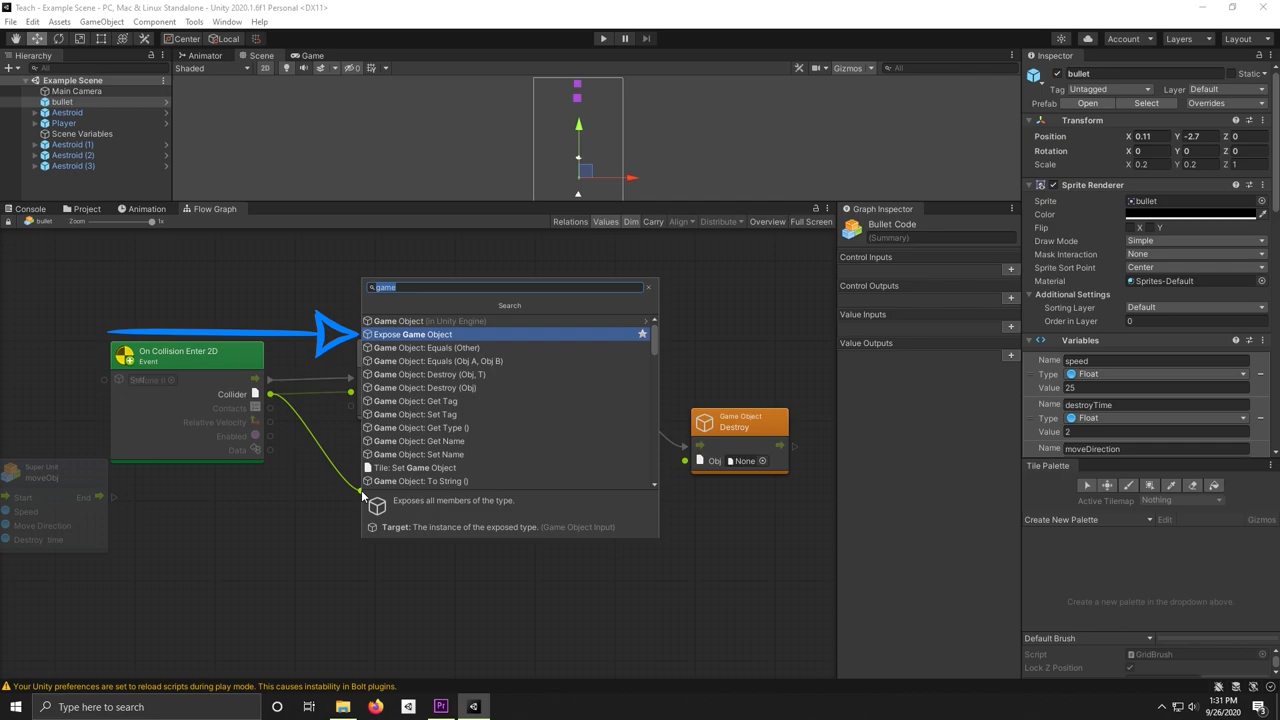 Teach - Example Scene - PC, Mac & Linux Standalone - Unity 2020.1.6f1 Personal <DX11>
File Edit Assets GameObject Component Tools Window Help
Center Local Account Layers Layout
Hierarchy Animator Scene Game Inspector
All Shaded 2D 0 Gizmos All
Example Scene
Main Camera
bullet
Aestroid
Player
Scene Variables
Aestroid (1)
Aestroid (2)
Aestroid (3)
bullet Static
Tag Untagged Layer Default
Prefab Open Select Overrides
Transform
Position X 0.11 Y -2.7 Z 0
Rotation X 0 Y 0 Z 0
Scale X 0.2 Y 0.2 Z 1
Sprite Renderer
Sprite bullet
Color
Flip X Y
Draw Mode Simple
Mask Interaction None
Sprite Sort Point Center
Material Sprites-Default
Additional Settings
Sorting Layer Default
Order in Layer 0
Variables
Name speed
Type Float
Value 25
Name destroyTime
Type Float
Value 2
Name moveDirection
Tile Palette
Active Tilemap Nothing
Create New Palette Edit Gizmos
Create a new palette in the dropdown above.
Default Brush
Script GridBrush
Lock Z Position
Console Project Animation Flow Graph
bullet Zoom 1x Relations Values Dim Carry Align Distribute Overview Full Screen
Graph Inspector
Bullet Code
(Summary)
Control Inputs
Control Outputs
Value Inputs
Value Outputs
On Collision Enter 2D
Event
Collider
Contacts
Relative Velocity
Enabled
Data
Super Unit
moveObj
Start End
Speed
Move Direction
Destroy time
game
Search
Game Object (in Unity Engine)
Expose Game Object
Game Object: Equals (Other)
Game Object: Equals (Obj A, Obj B)
Game Object: Destroy (Obj, T)
Game Object: Destroy (Obj)
Game Object: Get Tag
Game Object: Set Tag
Game Object: Get Type ()
Game Object: Get Name
Game Object: Set Name
Tile: Set Game Object
Game Object: To String ()
Exposes all members of the type.
Target: The instance of the exposed type. (Game Object Input)
Game Object
Destroy
Obj None
Your Unity preferences are set to reload scripts during play mode. This causes instability in Bolt plugins.
Type here to search
1:31 PM
9/26/2020